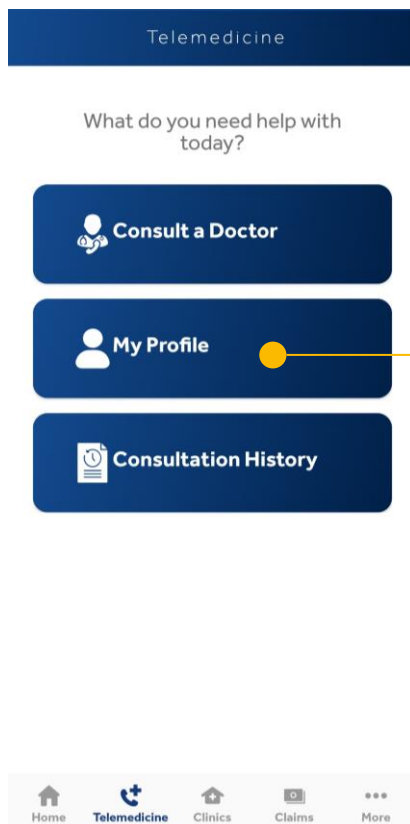 Telemedicine
What do you need help with
today?
Consult a Doctor
My Profile
Consultation History
Home Telemedicine Clinics Claims More